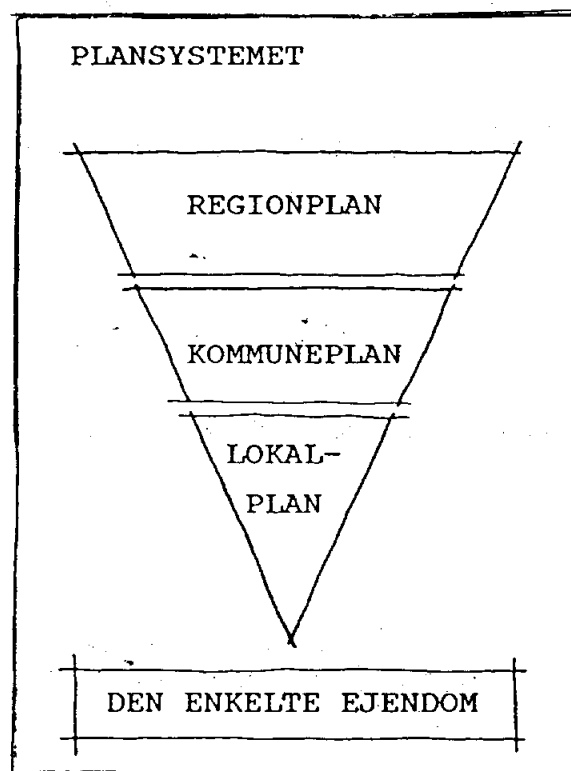 PLANSYSTEMET
REGIONPLAN
KOMMUNEPLAN
LOKAL-
PLAN
DEN ENKELTE EJENDOM